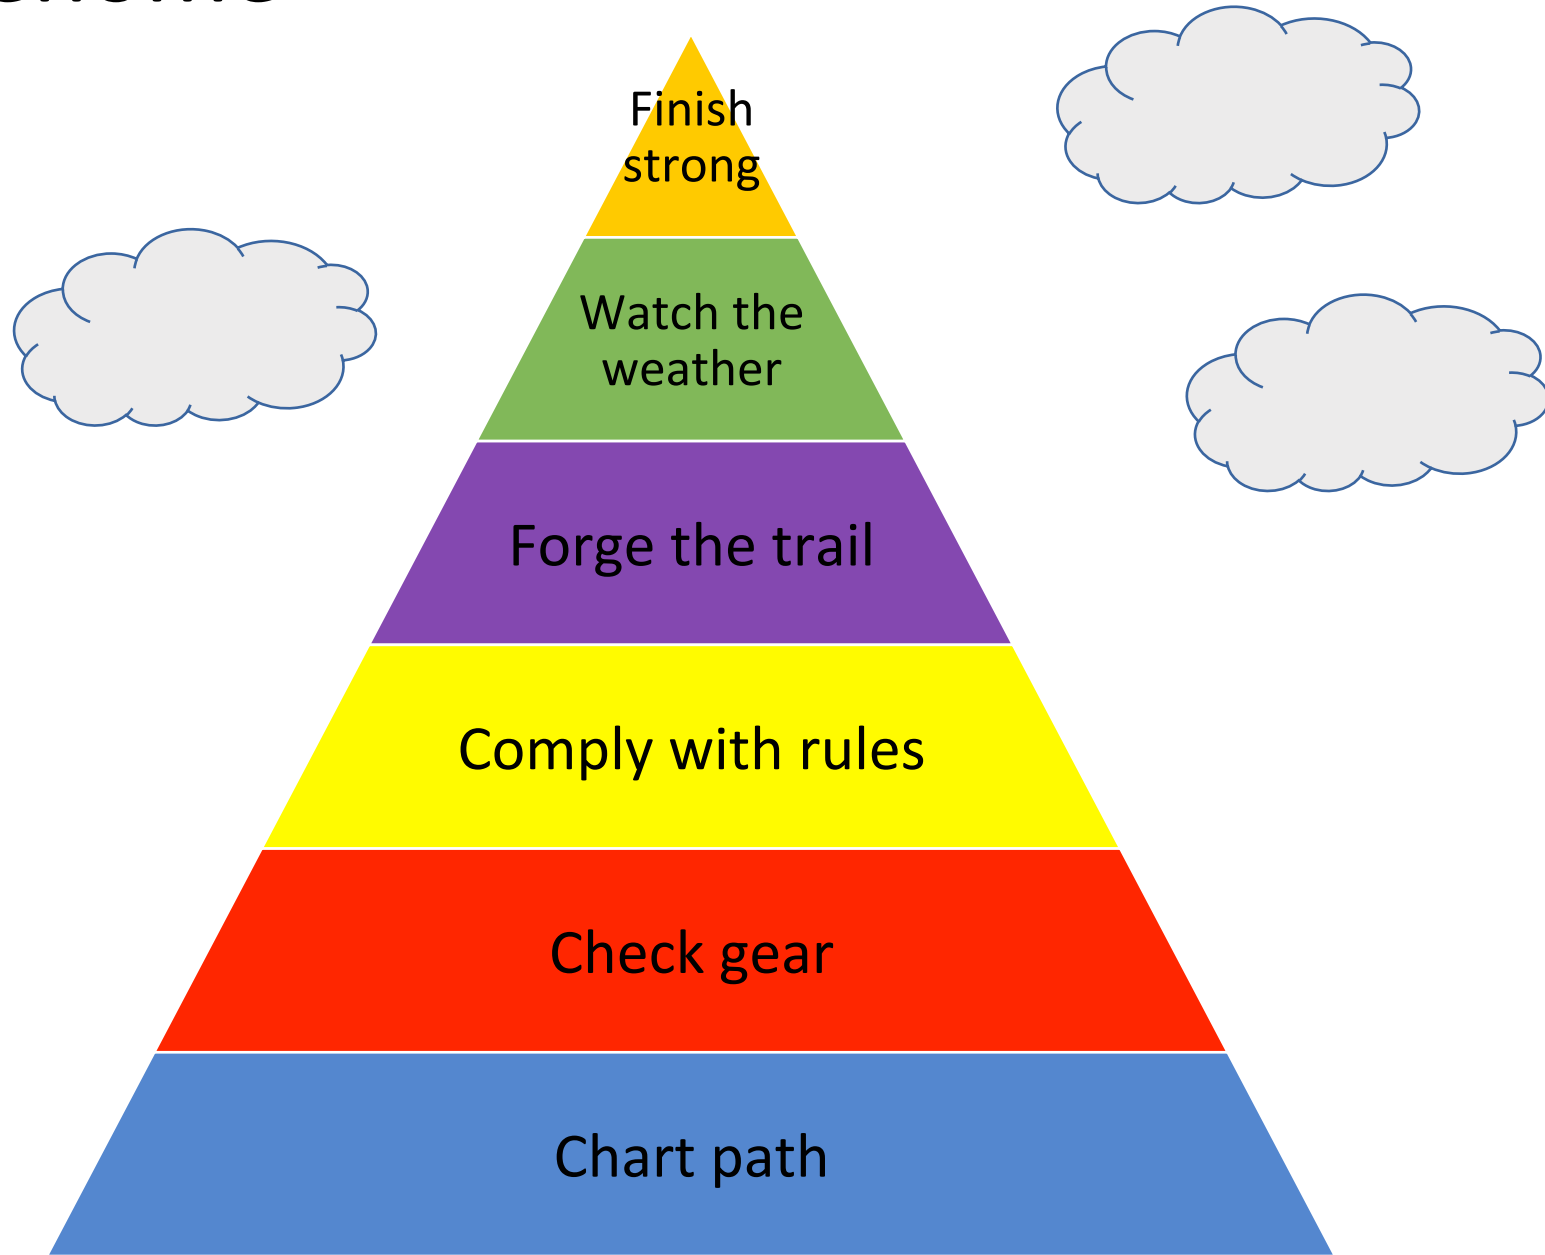 Finish
strong
Watch the
weather
Forge the trail
Comply with rules
Check gear
Chart path